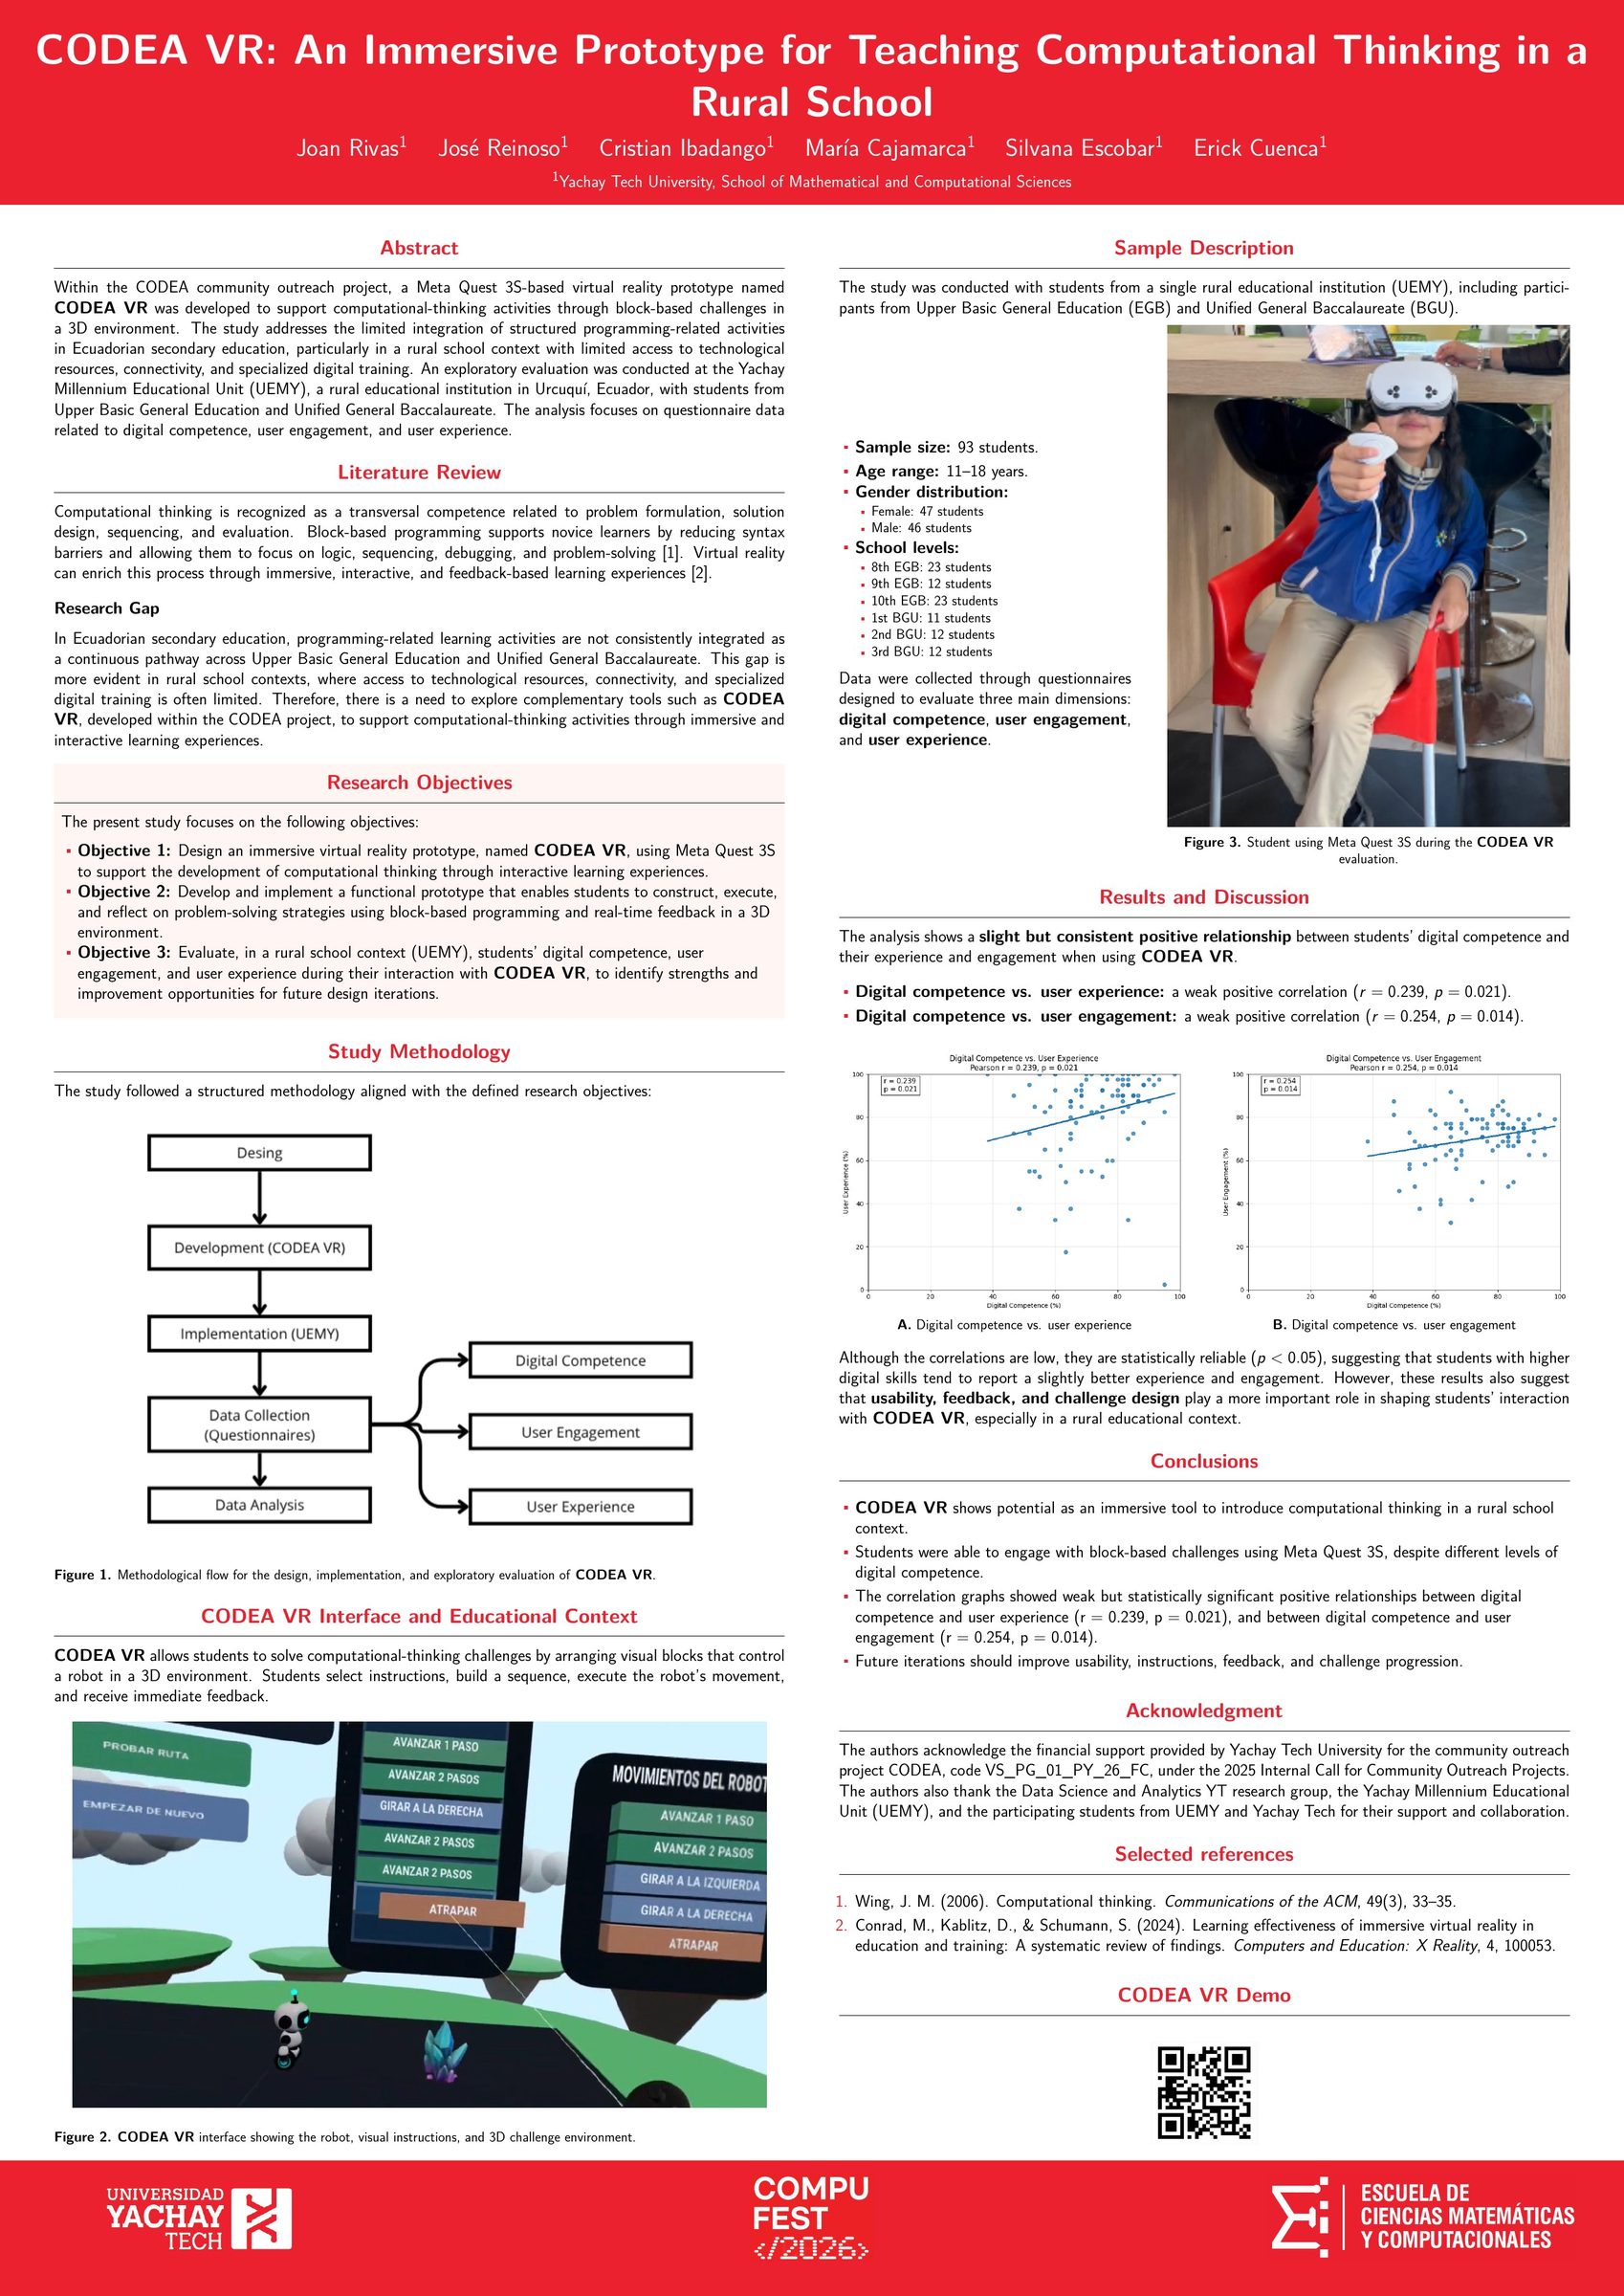 CODEA VR: An Immersive Prototype for Teaching Computational Thinking in a
Rural School
Joan Rivas¹ José Reinoso¹ Cristian Ibadango¹ María Cajamarca¹ Silvana Escobar¹ Erick Cuenca¹
¹Yachay Tech University, School of Mathematical and Computational Sciences
Abstract
Within the CODEA community outreach project, a Meta Quest 3S-based virtual reality prototype named
CODEA VR was developed to support computational-thinking activities through block-based challenges in
a 3D environment. The study addresses the limited integration of structured programming-related activities
in Ecuadorian secondary education, particularly in a rural school context with limited access to technological
resources, connectivity, and specialized digital training. An exploratory evaluation was conducted at the Yachay
Millennium Educational Unit (UEMY), a rural educational institution in Urcuquí, Ecuador, with students from
Upper Basic General Education and Unified General Baccalaureate. The analysis focuses on questionnaire data
related to digital competence, user engagement, and user experience.
Literature Review
Computational thinking is recognized as a transversal competence related to problem formulation, solution
design, sequencing, and evaluation. Block-based programming supports novice learners by reducing syntax
barriers and allowing them to focus on logic, sequencing, debugging, and problem-solving [1]. Virtual reality
can enrich this process through immersive, interactive, and feedback-based learning experiences [2].
Research Gap
In Ecuadorian secondary education, programming-related learning activities are not consistently integrated as
a continuous pathway across Upper Basic General Education and Unified General Baccalaureate. This gap is
more evident in rural school contexts, where access to technological resources, connectivity, and specialized
digital training is often limited. Therefore, there is a need to explore complementary tools such as CODEA
VR, developed within the CODEA project, to support computational-thinking activities through immersive and
interactive learning experiences.
Research Objectives
The present study focuses on the following objectives:
▪ Objective 1: Design an immersive virtual reality prototype, named CODEA VR, using Meta Quest 3S
to support the development of computational thinking through interactive learning experiences.
▪ Objective 2: Develop and implement a functional prototype that enables students to construct, execute,
and reflect on problem-solving strategies using block-based programming and real-time feedback in a 3D
environment.
▪ Objective 3: Evaluate, in a rural school context (UEMY), students' digital competence, user
engagement, and user experience during their interaction with CODEA VR, to identify strengths and
improvement opportunities for future design iterations.
Study Methodology
The study followed a structured methodology aligned with the defined research objectives:
Desing
Development (CODEA VR)
Implementation (UEMY)
Data Collection
(Questionnaires)
Data Analysis
Digital Competence
User Engagement
User Experience
Figure 1. Methodological flow for the design, implementation, and exploratory evaluation of CODEA VR.
CODEA VR Interface and Educational Context
CODEA VR allows students to solve computational-thinking challenges by arranging visual blocks that control
a robot in a 3D environment. Students select instructions, build a sequence, execute the robot's movement,
and receive immediate feedback.
PROBAR RUTA
EMPEZAR DE NUEVO
AVANZAR 1 PASO
AVANZAR 2 PASOS
GIRAR A LA DERECHA
AVANZAR 2 PASOS
AVANZAR 2 PASOS
ATRAPAR
MOVIMIENTOS DEL ROBOT
AVANZAR 1 PASO
AVANZAR 2 PASOS
GIRAR A LA IZQUIERDA
GIRAR A LA DERECHA
ATRAPAR
Figure 2. CODEA VR interface showing the robot, visual instructions, and 3D challenge environment.
Sample Description
The study was conducted with students from a single rural educational institution (UEMY), including partici-
pants from Upper Basic General Education (EGB) and Unified General Baccalaureate (BGU).
▪ Sample size: 93 students.
▪ Age range: 11–18 years.
▪ Gender distribution:
▪ Female: 47 students
▪ Male: 46 students
▪ School levels:
▪ 8th EGB: 23 students
▪ 9th EGB: 12 students
▪ 10th EGB: 23 students
▪ 1st BGU: 11 students
▪ 2nd BGU: 12 students
▪ 3rd BGU: 12 students
Data were collected through questionnaires
designed to evaluate three main dimensions:
digital competence, user engagement,
and user experience.
Figure 3. Student using Meta Quest 3S during the CODEA VR
evaluation.
Results and Discussion
The analysis shows a slight but consistent positive relationship between students' digital competence and
their experience and engagement when using CODEA VR.
▪ Digital competence vs. user experience: a weak positive correlation (r = 0.239, p = 0.021).
▪ Digital competence vs. user engagement: a weak positive correlation (r = 0.254, p = 0.014).
Digital Competence vs. User Experience
Pearson r = 0.239, p = 0.021
r = 0.239
p = 0.021
User Experience (%)
100
80
60
40
20
0
0 20 40 60 80 100
Digital Competence (%)
A. Digital competence vs. user experience
Digital Competence vs. User Engagement
Pearson r = 0.254, p = 0.014
r = 0.254
p = 0.014
User Engagement (%)
100
80
60
40
20
0
0 20 40 60 80 100
Digital Competence (%)
B. Digital competence vs. user engagement
Although the correlations are low, they are statistically reliable (p < 0.05), suggesting that students with higher
digital skills tend to report a slightly better experience and engagement. However, these results also suggest
that usability, feedback, and challenge design play a more important role in shaping students' interaction
with CODEA VR, especially in a rural educational context.
Conclusions
▪ CODEA VR shows potential as an immersive tool to introduce computational thinking in a rural school
context.
▪ Students were able to engage with block-based challenges using Meta Quest 3S, despite different levels of
digital competence.
▪ The correlation graphs showed weak but statistically significant positive relationships between digital
competence and user experience (r = 0.239, p = 0.021), and between digital competence and user
engagement (r = 0.254, p = 0.014).
▪ Future iterations should improve usability, instructions, feedback, and challenge progression.
Acknowledgment
The authors acknowledge the financial support provided by Yachay Tech University for the community outreach
project CODEA, code VS_PG_01_PY_26_FC, under the 2025 Internal Call for Community Outreach Projects.
The authors also thank the Data Science and Analytics YT research group, the Yachay Millennium Educational
Unit (UEMY), and the participating students from UEMY and Yachay Tech for their support and collaboration.
Selected references
1. Wing, J. M. (2006). Computational thinking. Communications of the ACM, 49(3), 33–35.
2. Conrad, M., Kablitz, D., & Schumann, S. (2024). Learning effectiveness of immersive virtual reality in
education and training: A systematic review of findings. Computers and Education: X Reality, 4, 100053.
CODEA VR Demo
UNIVERSIDAD
YACHAY
TECH
COMPU
FEST
</2026>
ESCUELA DE
CIENCIAS MATEMÁTICAS
Y COMPUTACIONALES